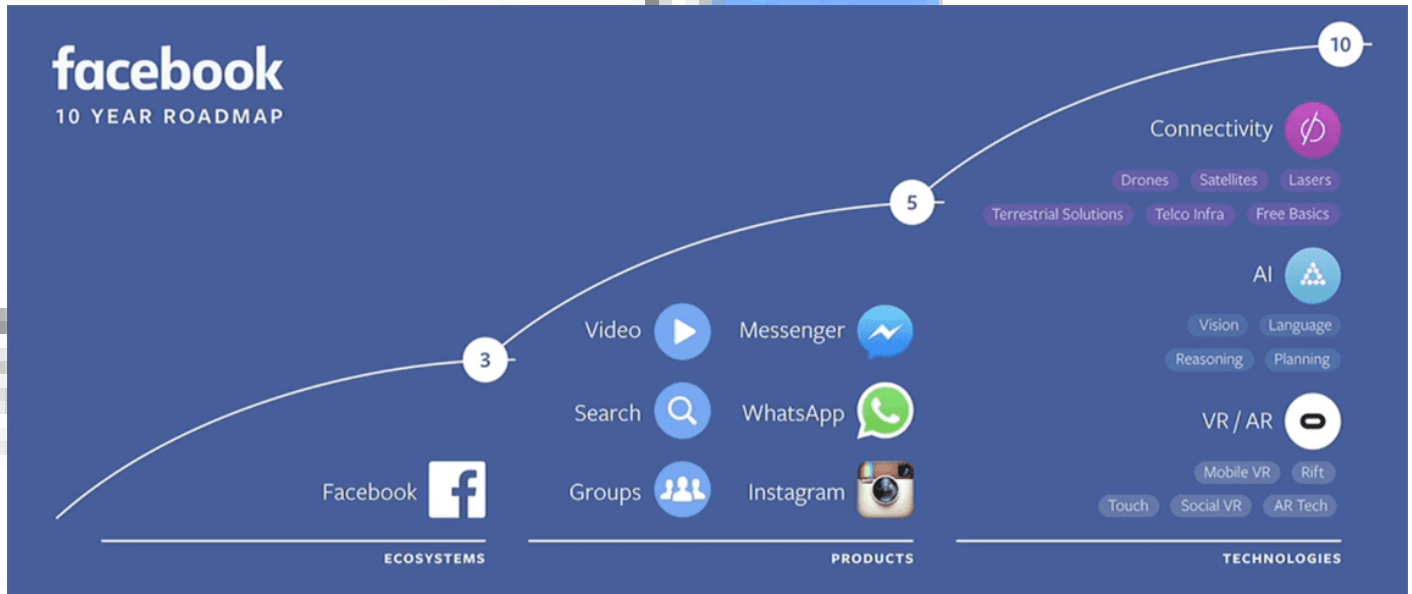 facebook
10 YEAR ROADMAP
3
Facebook
ECOSYSTEMS
5
Video
Messenger
Search
WhatsApp
Groups
Instagram
PRODUCTS
10
Connectivity
Drones Satellites Lasers
Terrestrial Solutions Telco Infra Free Basics
AI
Vision Language
Reasoning Planning
VR / AR
Mobile VR Rift
Touch Social VR AR Tech
TECHNOLOGIES